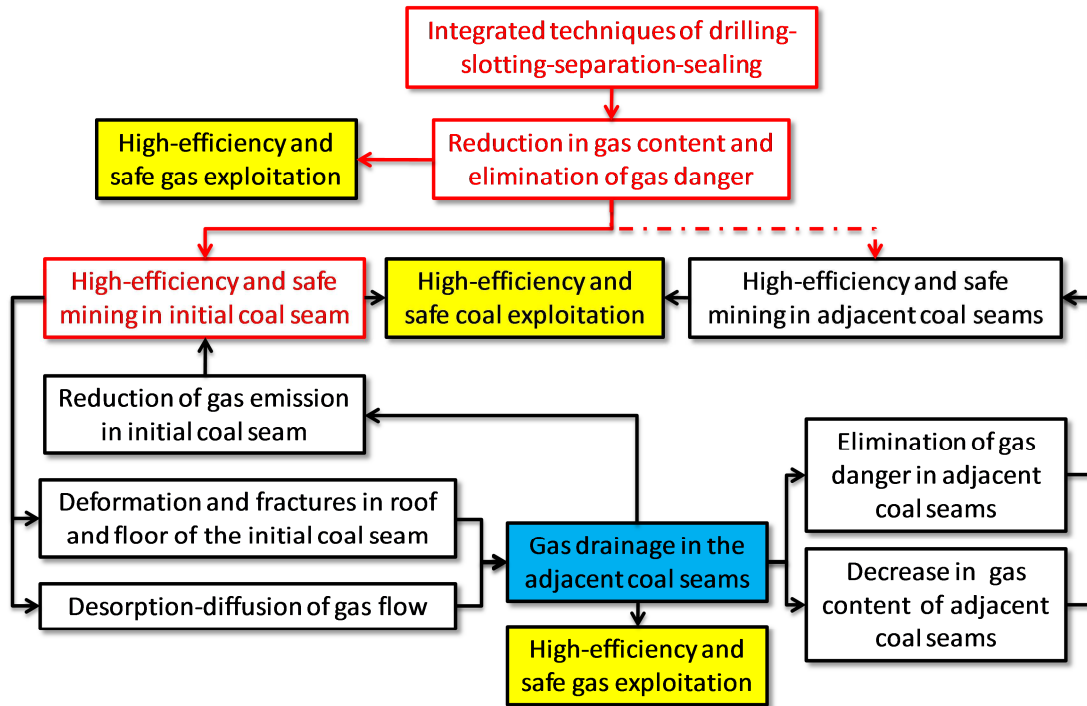 Integrated techniques of drilling-
slotting-separation-sealing
High-efficiency and
safe gas exploitation
Reduction in gas content and
elimination of gas danger
High-efficiency and safe
mining in initial coal seam
High-efficiency and
safe coal exploitation
High-efficiency and safe
mining in adjacent coal seams
Reduction of gas emission
in initial coal seam
Elimination of gas
danger in adjacent
coal seams
Deformation and fractures in roof
and floor of the initial coal seam
Gas drainage in the
adjacent coal seams
Desorption-diffusion of gas flow
Decrease in gas
content of adjacent
coal seams
High-efficiency and
safe gas exploitation